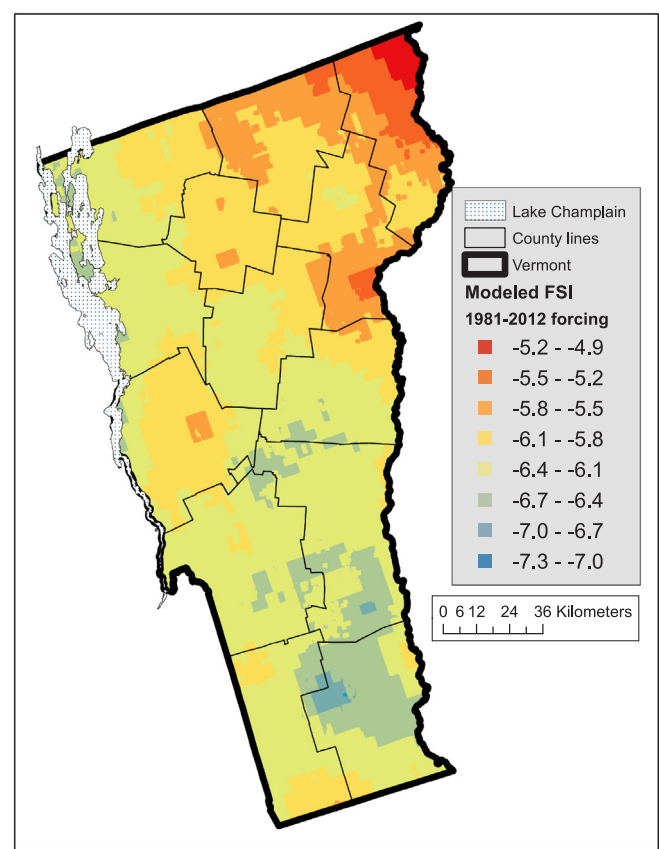 Lake Champlain
County lines
Vermont
Modeled FSI
1981-2012 forcing
-5.2 - -4.9
-5.5 - -5.2
-5.8 - -5.5
-6.1 - -5.8
-6.4 - -6.1
-6.7 - -6.4
-7.0 - -6.7
-7.3 - -7.0
0 6 12 24 36 Kilometers